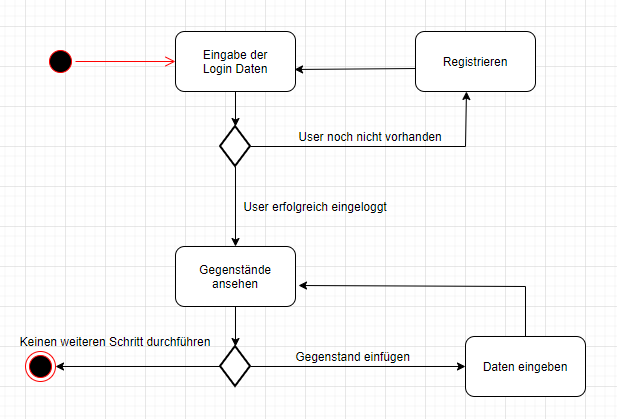 Eingabe der
Login Daten
Registrieren
User noch nicht vorhanden
User erfolgreich eingeloggt
Gegenstände
ansehen
Keinen weiteren Schritt durchführen
Gegenstand einfügen
Daten eingeben